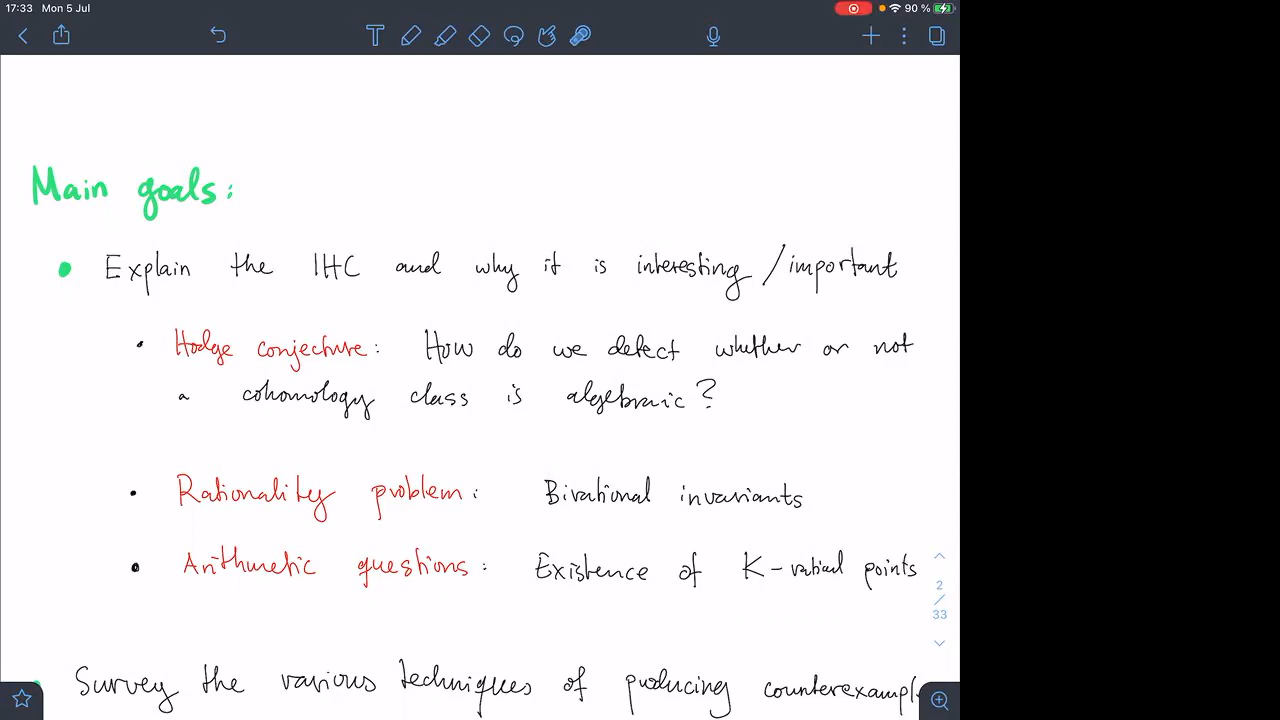 17:33 Mon 5 Jul 90 %
Main goals:
• Explain the IHC and why it is interesting / important
• Hodge conjecture: How do we detect whether or not
a cohomology class is algebraic?
• Rationality problem: Birational invariants
• Arithmetic questions: Existence of K-rational points
2
/
33
Survey the various techniques of producing counterexampl